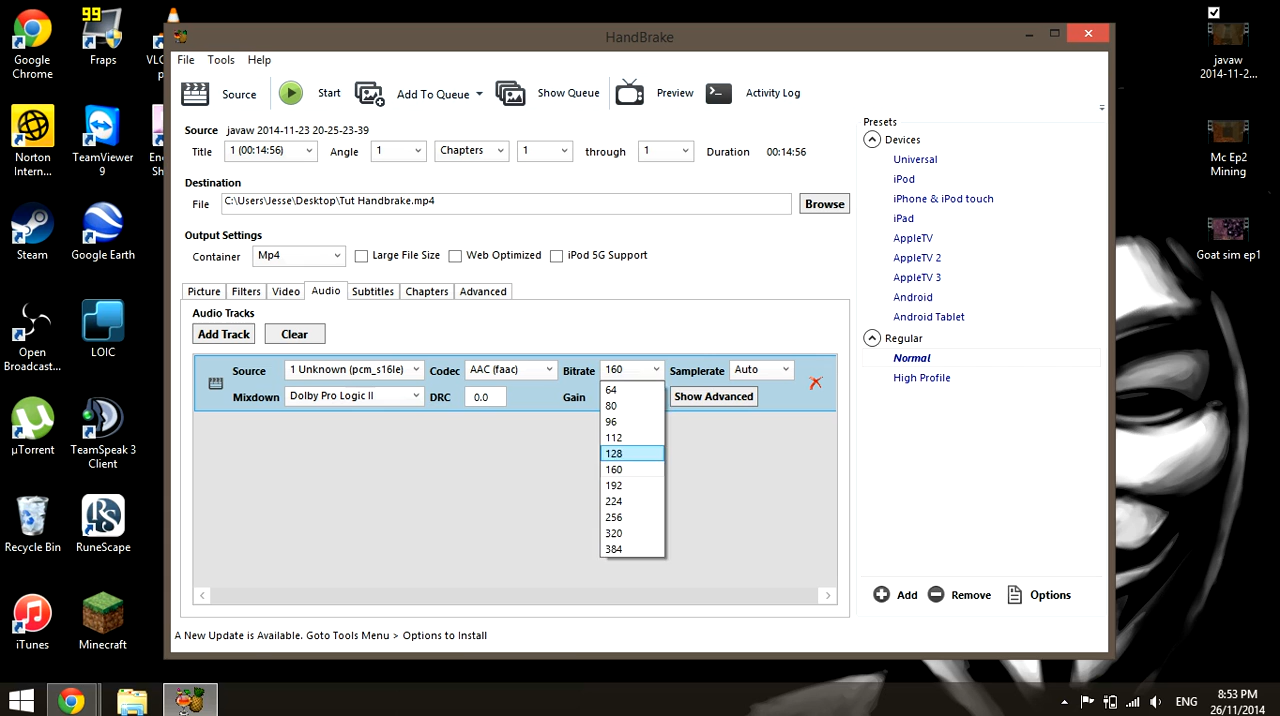 99
Google
Chrome
Fraps
VLC
p
Norton
Intern...
TeamViewer
9
En
Sh
Steam
Google Earth
Open
Broadcast...
LOIC
µTorrent
TeamSpeak 3
Client
Recycle Bin
RS
RuneScape
iTunes
Minecraft
HandBrake
File Tools Help
Source Start Add To Queue Show Queue Preview Activity Log
Source javaw 2014-11-23 20-25-23-39
Title 1 (00:14:56) Angle 1 Chapters 1 through 1 Duration 00:14:56
Destination
File C:\Users\Jesse\Desktop\Tut Handbrake.mp4 Browse
Output Settings
Container Mp4 Large File Size Web Optimized iPod 5G Support
Picture Filters Video Audio Subtitles Chapters Advanced
Audio Tracks
Add Track Clear
Source 1 Unknown (pcm_s16le) Codec AAC (faac) Bitrate 160 Samplerate Auto
Mixdown Dolby Pro Logic II DRC 0.0 Gain Show Advanced
64
80
96
112
128
160
192
224
256
320
384
A New Update is Available. Goto Tools Menu > Options to Install
Presets
Devices
Universal
iPod
iPhone & iPod touch
iPad
AppleTV
AppleTV 2
AppleTV 3
Android
Android Tablet
Regular
Normal
High Profile
Add Remove Options
javaw
2014-11-2...
Mc Ep2
Mining
Goat sim ep1
ENG
8:53 PM
26/11/2014